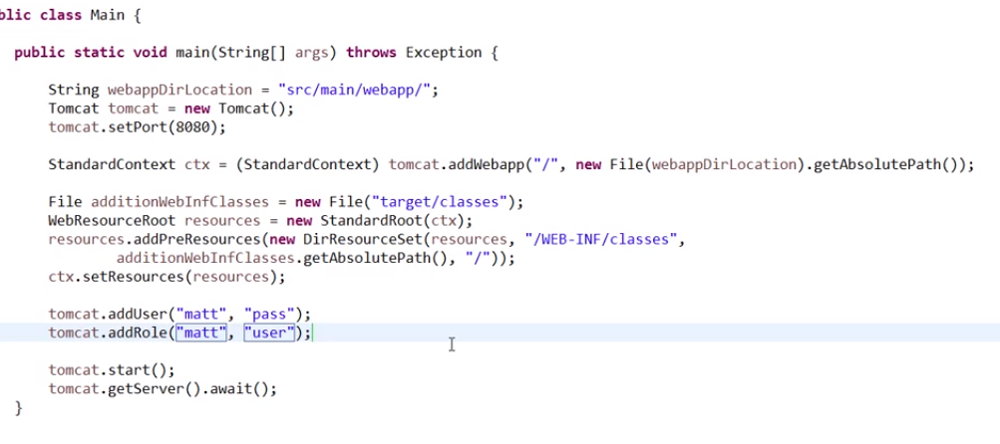 blic class Main {
public static void main(String[] args) throws Exception {
String webappDirLocation = "src/main/webapp/";
Tomcat tomcat = new Tomcat();
tomcat.setPort(8080);
StandardContext ctx = (StandardContext) tomcat.addWebapp("/", new File(webappDirLocation).getAbsolutePath());
File additionWebInfClasses = new File("target/classes");
WebResourceRoot resources = new StandardRoot(ctx);
resources.addPreResources(new DirResourceSet(resources, "/WEB-INF/classes",
additionWebInfClasses.getAbsolutePath(), "/"));
ctx.setResources(resources);
tomcat.addUser("matt", "pass");
tomcat.addRole("matt", "user");
tomcat.start();
tomcat.getServer().await();
}